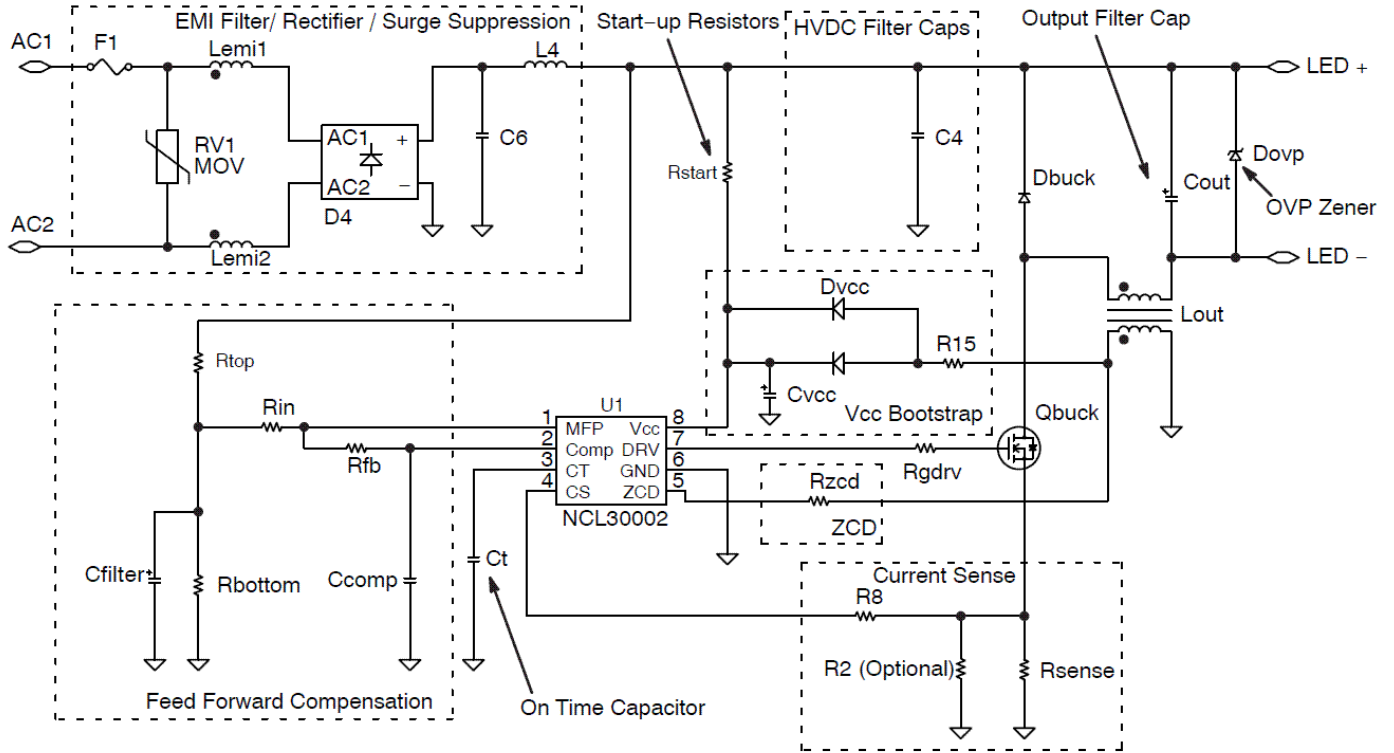 EMI Filter/ Rectifier / Surge Suppression
Start-up Resistors
HVDC Filter Caps
Output Filter Cap
AC1
F1
Lemi1
L4
LED +
RV1
MOV
AC1
+
AC2
−
D4
C6
Rstart
C4
Dbuck
Cout
Dovp
OVP Zener
AC2
Lemi2
LED −
Dvcc
Lout
Rtop
R15
Cvcc
Vcc Bootstrap
Qbuck
Rin
U1
1
MFP
Vcc
8
2
Comp
DRV
7
Rfb
3
CT
GND
6
Rgdrv
4
CS
ZCD
5
Rzcd
NCL30002
ZCD
Cfilter
+
Rbottom
Ccomp
Ct
Current Sense
R8
R2 (Optional)
Rsense
Feed Forward Compensation
On Time Capacitor